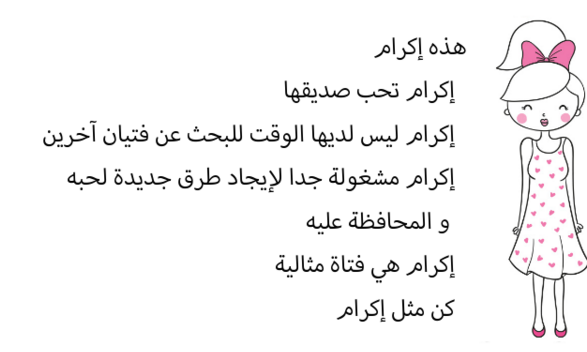 هذه إكرام
إكرام تحب صديقها
إكرام ليس لديها الوقت للبحث عن فتيان آخرين
إكرام مشغولة جدا لإيجاد طرق جديدة لحبه
و المحافظة عليه
إكرام هي فتاة مثالية
كن مثل إكرام